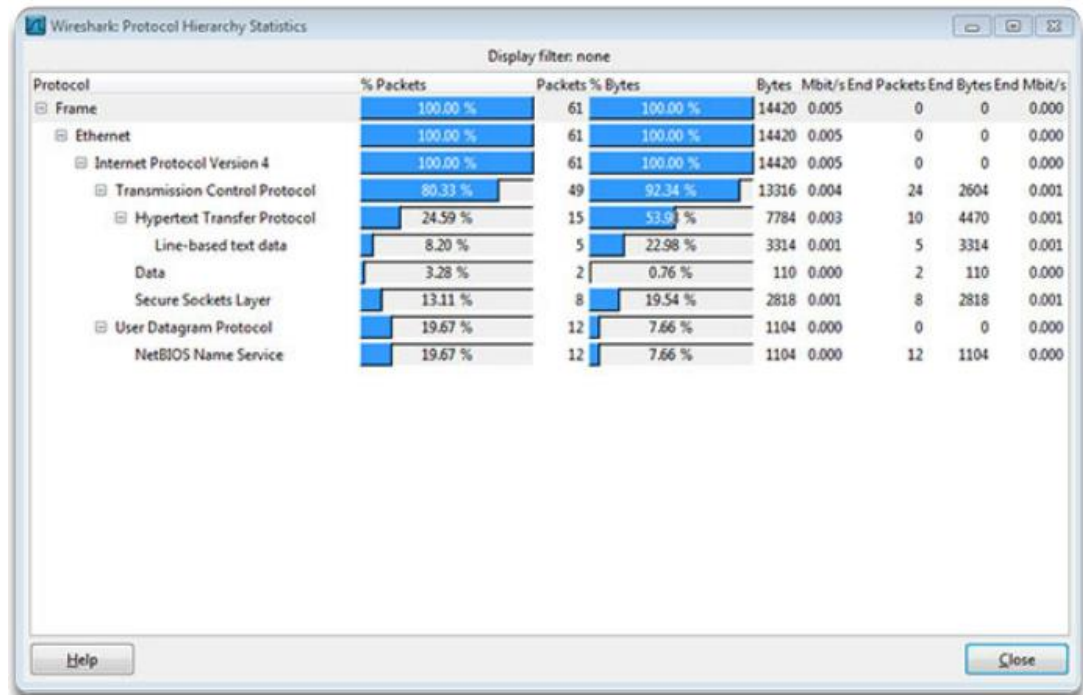 Wireshark: Protocol Hierarchy Statistics
Display filter: none
Protocol % Packets Packets % Bytes Bytes Mbit/s End Packets End Bytes End Mbit/s
Frame 100.00 % 61 100.00 % 14420 0.005 0 0 0.000
Ethernet 100.00 % 61 100.00 % 14420 0.005 0 0 0.000
Internet Protocol Version 4 100.00 % 61 100.00 % 14420 0.005 0 0 0.000
Transmission Control Protocol 80.33 % 49 92.34 % 13316 0.004 24 2604 0.001
Hypertext Transfer Protocol 24.59 % 15 53.98 % 7784 0.003 10 4470 0.001
Line-based text data 8.20 % 5 22.98 % 3314 0.001 5 3314 0.001
Data 3.28 % 2 0.76 % 110 0.000 2 110 0.000
Secure Sockets Layer 13.11 % 8 19.54 % 2818 0.001 8 2818 0.001
User Datagram Protocol 19.67 % 12 7.66 % 1104 0.000 0 0 0.000
NetBIOS Name Service 19.67 % 12 7.66 % 1104 0.000 12 1104 0.000
Help Close